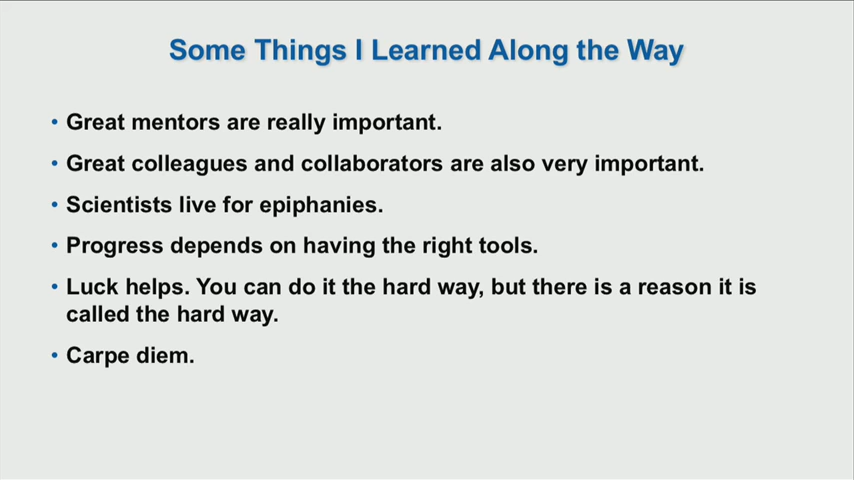 Some Things I Learned Along the Way
• Great mentors are really important.
• Great colleagues and collaborators are also very important.
• Scientists live for epiphanies.
• Progress depends on having the right tools.
• Luck helps. You can do it the hard way, but there is a reason it is
called the hard way.
• Carpe diem.